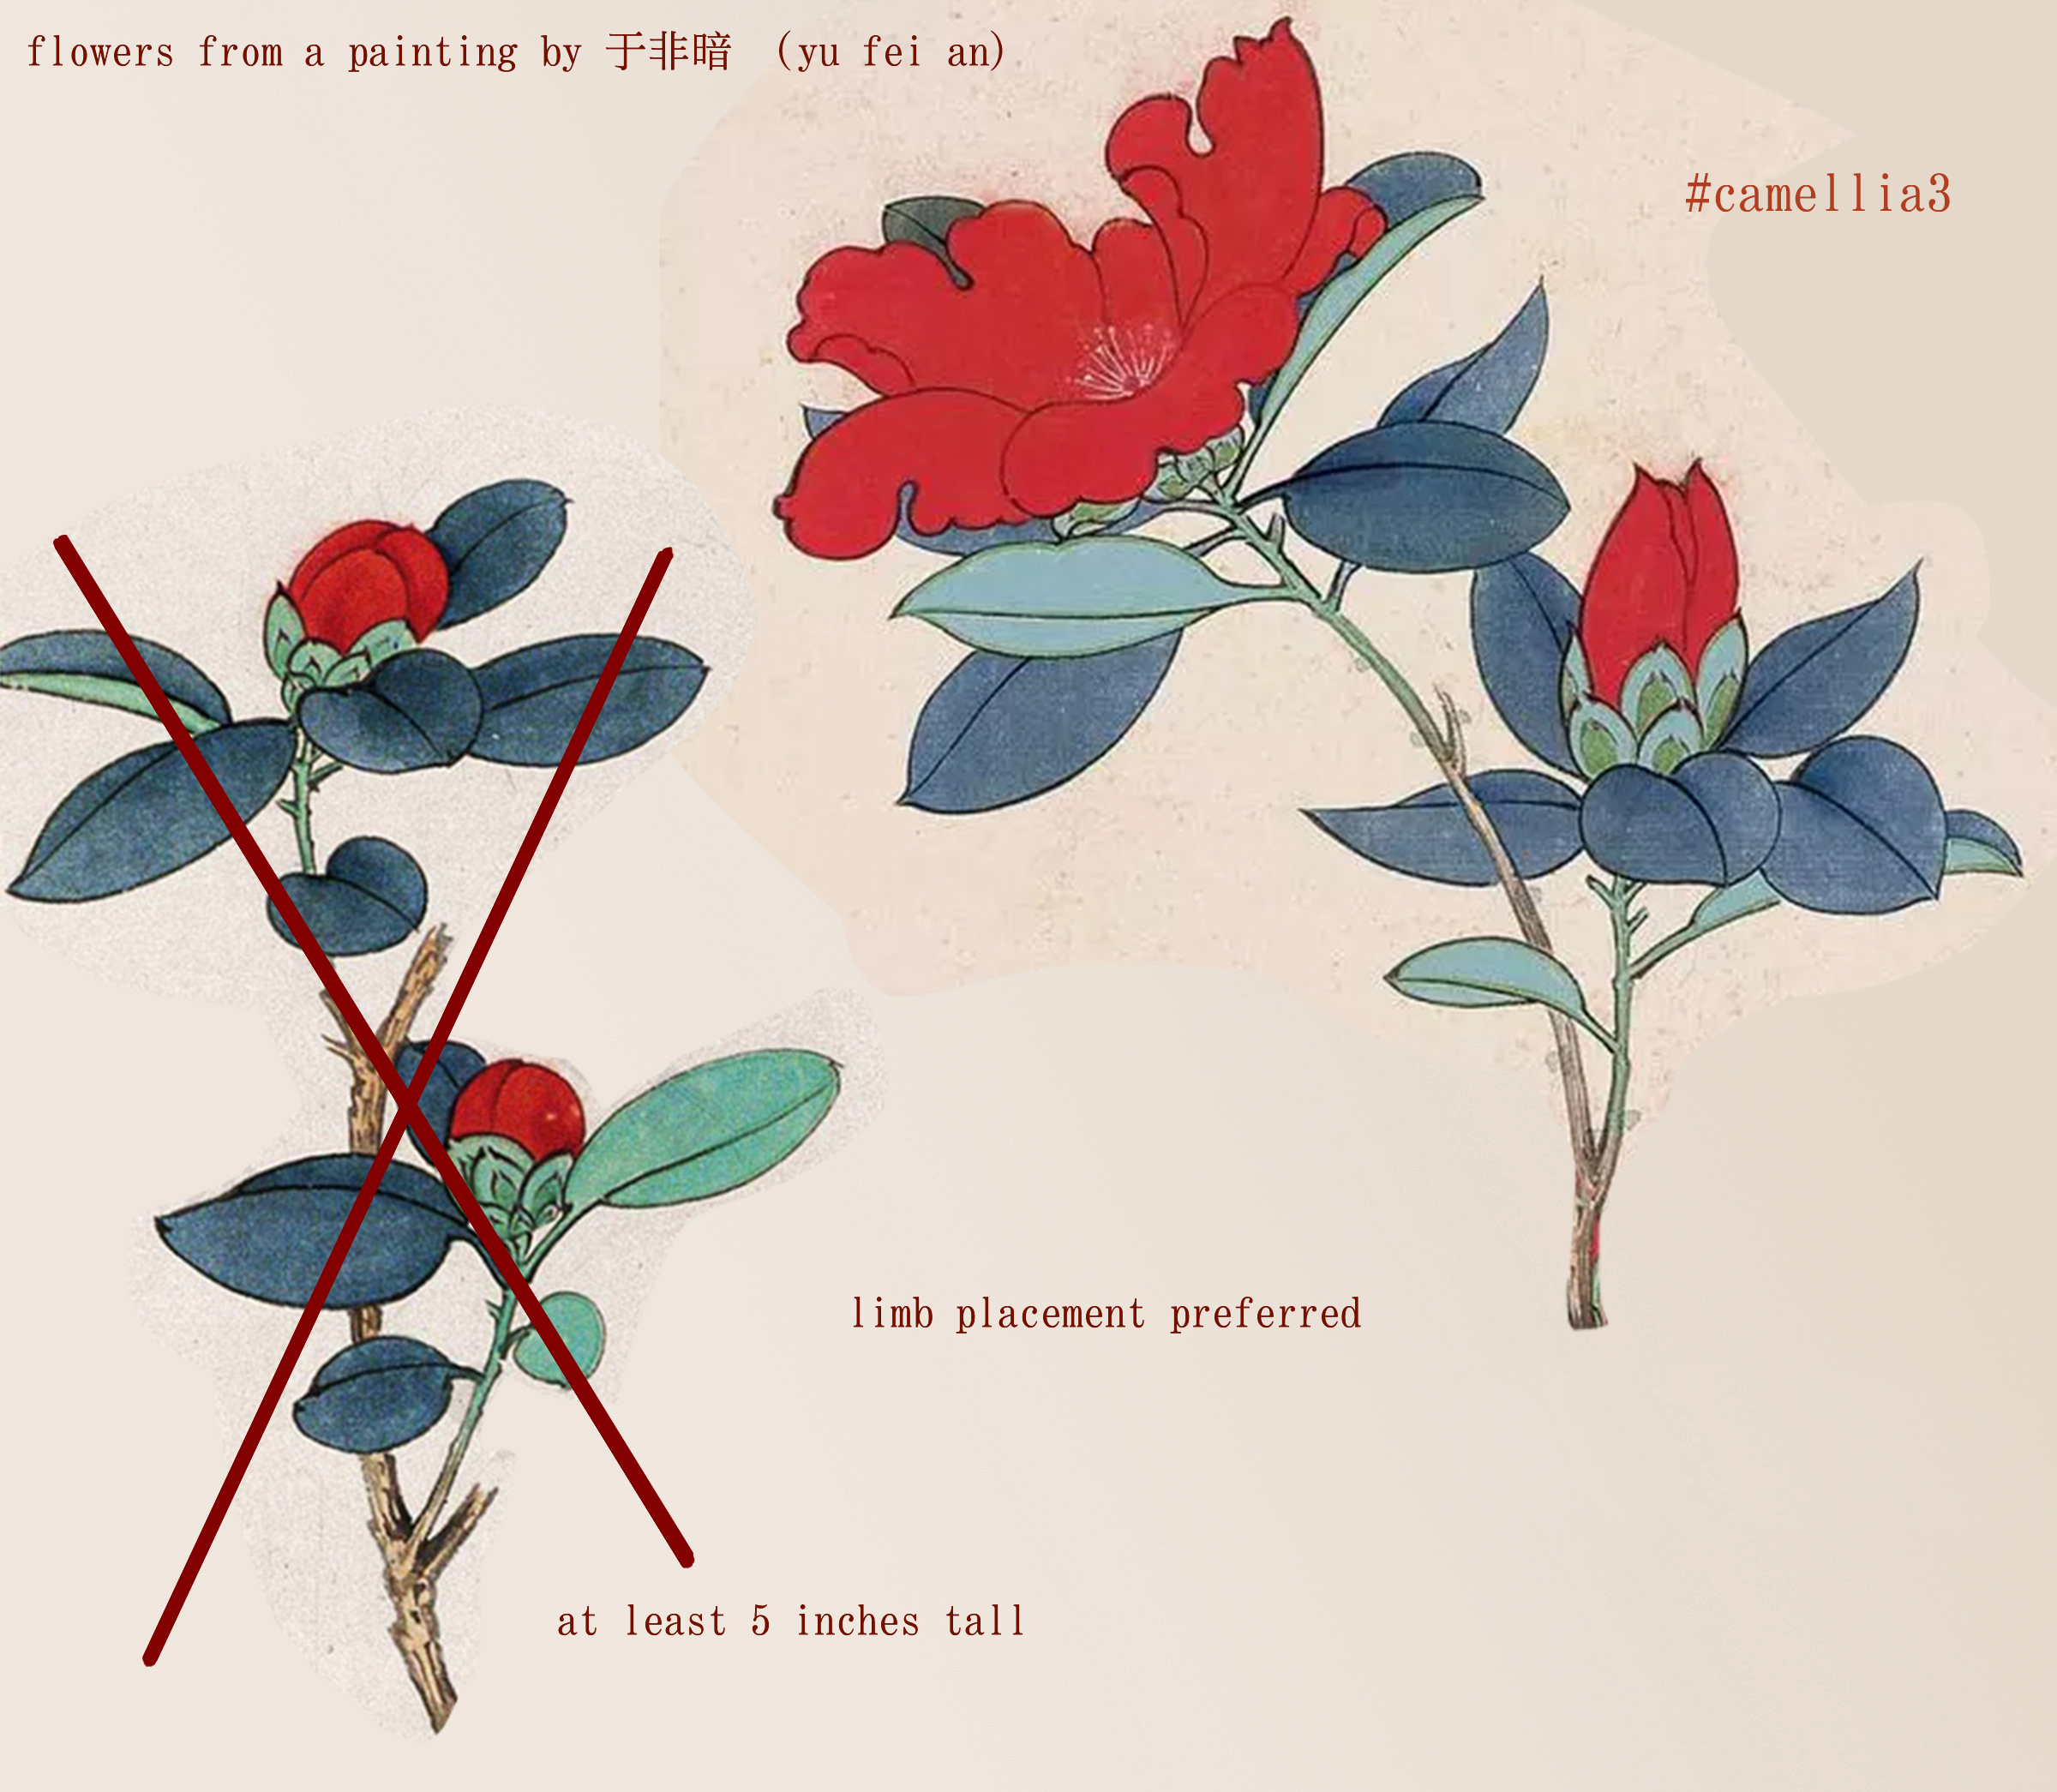 flowers from a painting by 于非暗 (yu fei an)
#camellia3
limb placement preferred
at least 5 inches tall